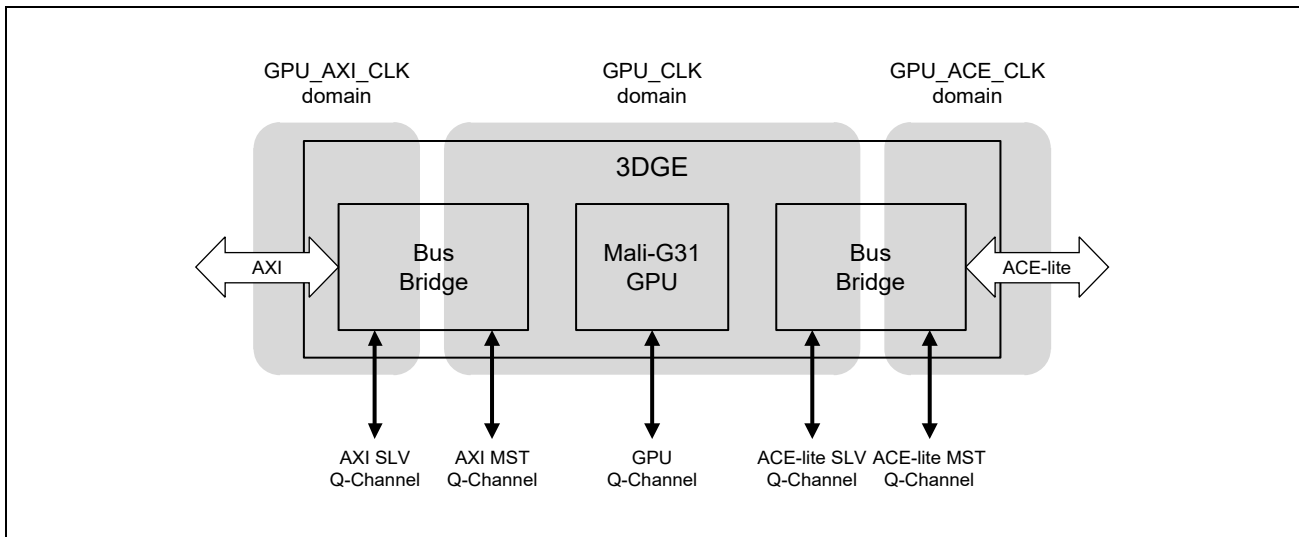 GPU_AXI_CLK
domain
GPU_CLK
domain
GPU_ACE_CLK
domain
3DGE
AXI
Bus
Bridge
Mali-G31
GPU
Bus
Bridge
ACE-lite
AXI SLV
Q-Channel
AXI MST
Q-Channel
GPU
Q-Channel
ACE-lite SLV
Q-Channel
ACE-lite MST
Q-Channel